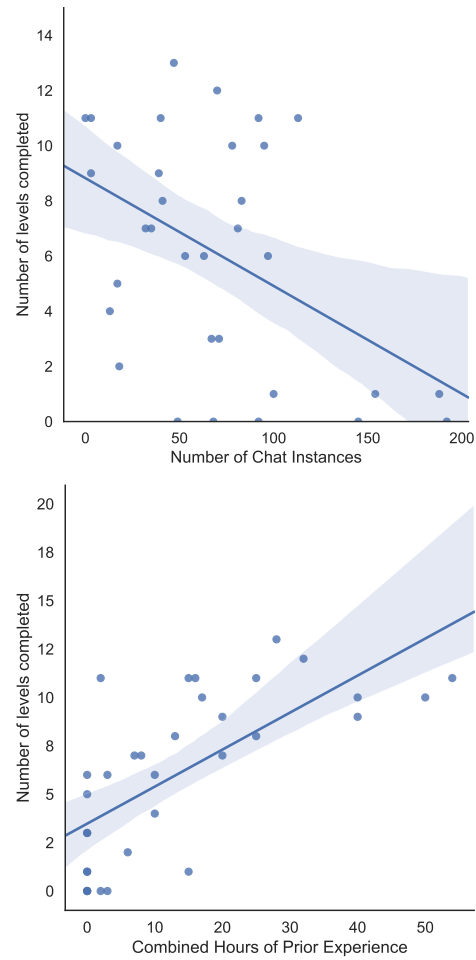 14
12
10
8
6
4
2
0
Number of levels completed
0 50 100 150 200
Number of Chat Instances
20
18
15
12
10
8
5
2
0
Number of levels completed
0 10 20 30 40 50
Combined Hours of Prior Experience